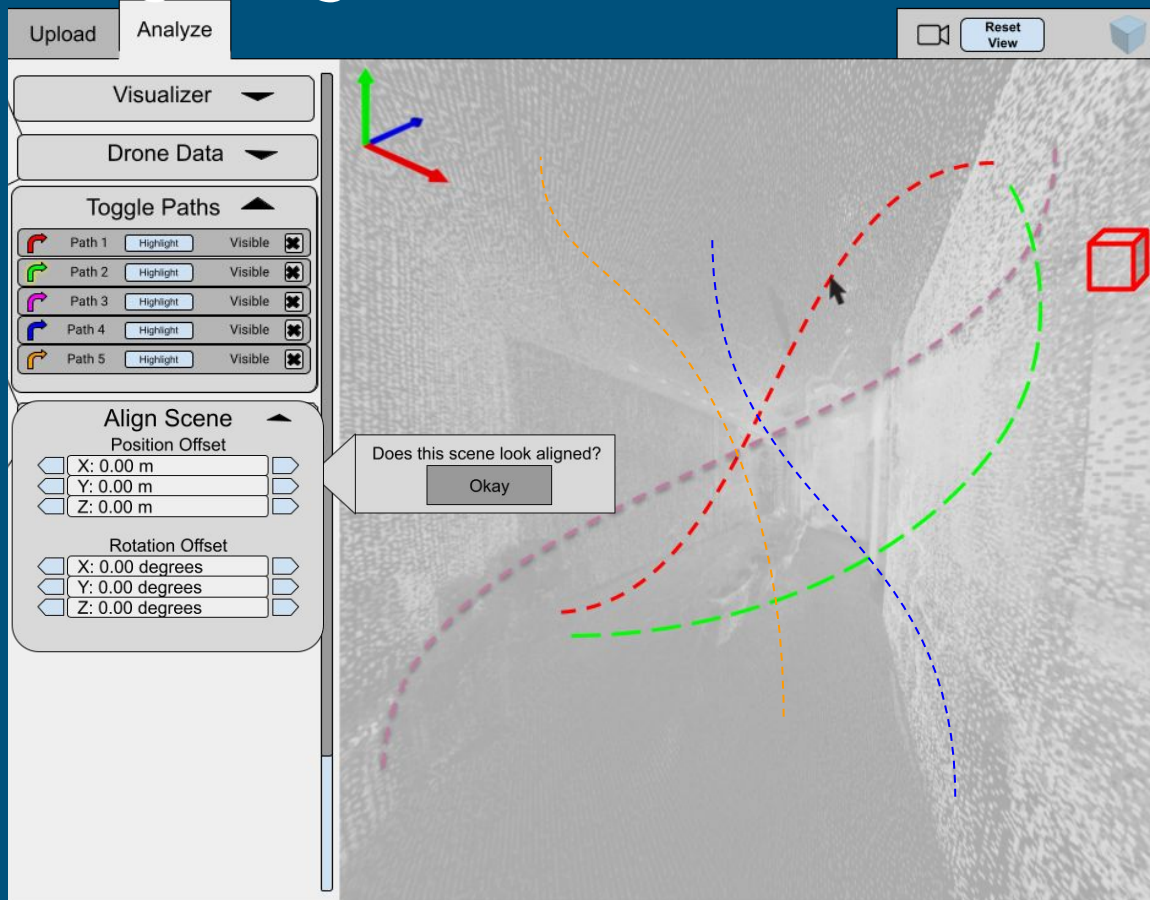 Upload
Analyze
Reset
View
Visualizer
Drone Data
Toggle Paths
Path 1 Highlight Visible
Path 2 Highlight Visible
Path 3 Highlight Visible
Path 4 Highlight Visible
Path 5 Highlight Visible
Align Scene
Position Offset
X: 0.00 m
Y: 0.00 m
Z: 0.00 m
Rotation Offset
X: 0.00 degrees
Y: 0.00 degrees
Z: 0.00 degrees
Does this scene look aligned?
Okay